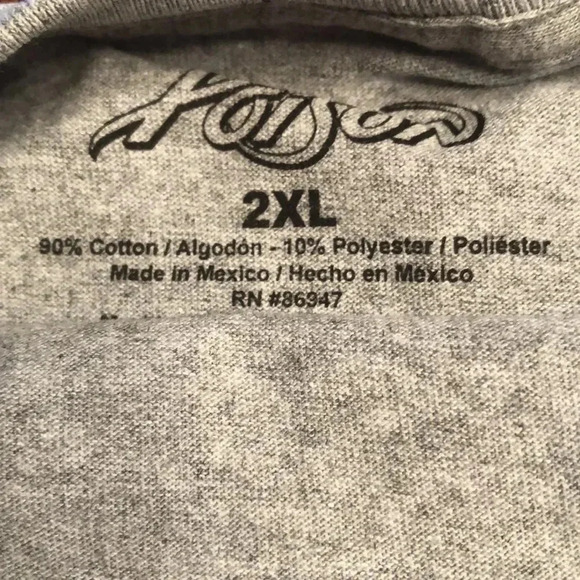 POISON
2XL
90% Cotton / Algodón - 10% Polyester / Poliéster
Made in Mexico / Hecho en México
RN #86947